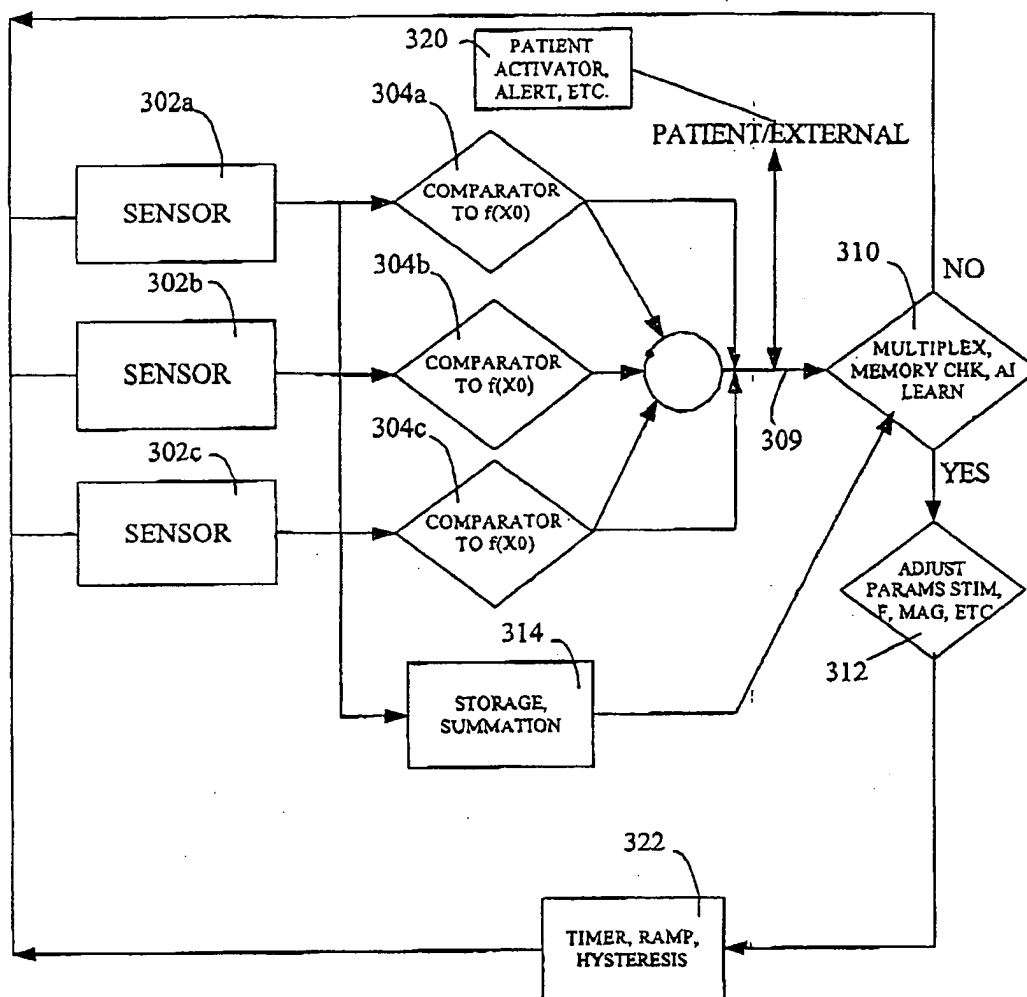 320
PATIENT
ACTIVATOR,
ALERT, ETC.
302a
304a
PATIENT/EXTERNAL
SENSOR
COMPARATOR
TO f(X0)
302b
304b
310
NO
SENSOR
COMPARATOR
TO f(X0)
MULTIPLEX,
MEMORY CHK, AI
LEARN
302c
304c
309
YES
SENSOR
COMPARATOR
TO f(X0)
ADJUST
PARAMS STIM,
F, MAG, ETC
312
314
STORAGE,
SUMMATION
322
TIMER, RAMP,
HYSTERESIS